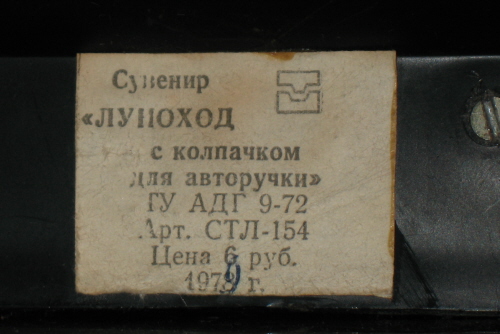 Сувенир
«ЛУНОХОД
с колпачком
для авторучки»
ТУ АДГ 9-72
Арт. СТЛ-154
Цена 6 руб.
1979 г.